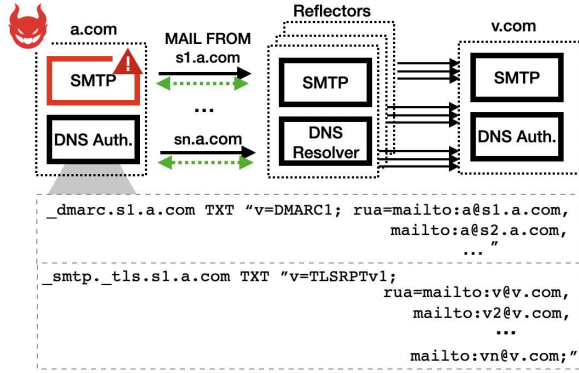 Reflectors
a.com
v.com
MAIL FROM
s1.a.com
SMTP
SMTP
SMTP
...
DNS Auth.
sn.a.com
DNS
Resolver
DNS Auth.
_dmarc.s1.a.com TXT “v=DMARC1; rua=mailto:a@s1.a.com,
mailto:a@s2.a.com,
... ”
_smtp._tls.s1.a.com TXT ”v=TLSRPTv1;
rua=mailto:v@v.com,
mailto:v2@v.com,
...
mailto:vn@v.com;”